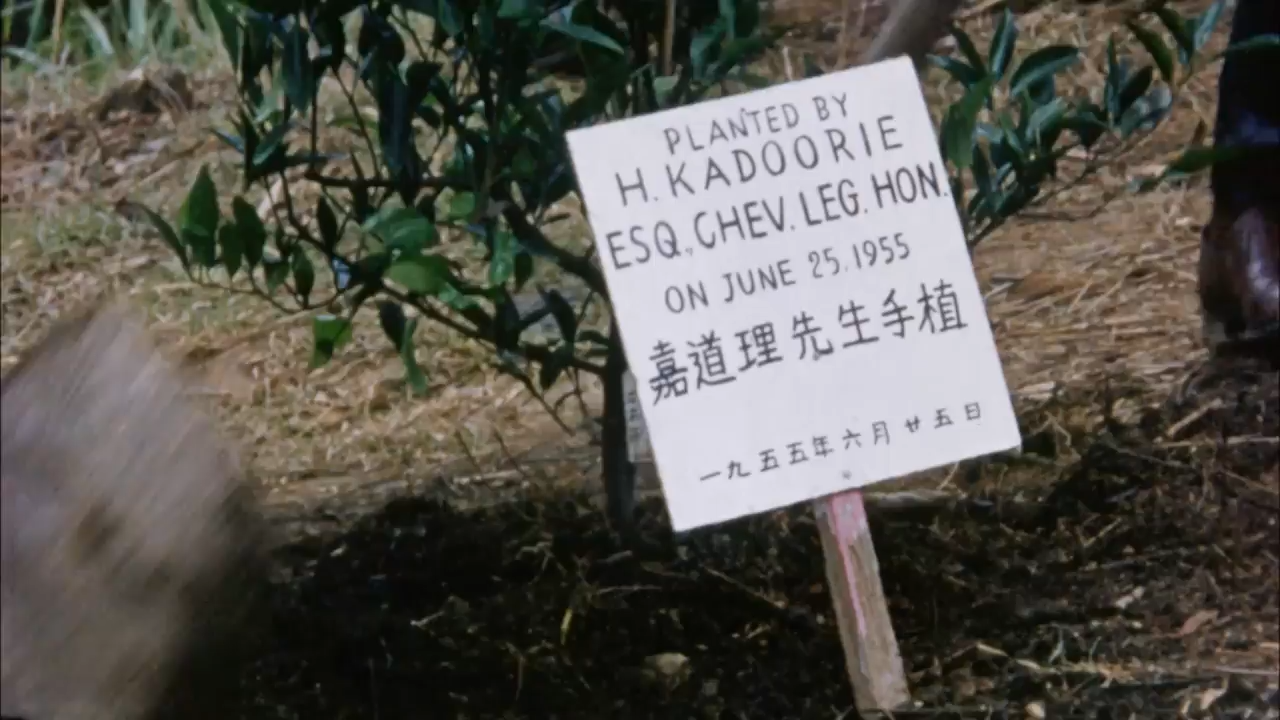 PLANTED BY
H. KADOORIE
ESQ., CHEV. LEG. HON.
ON JUNE 25. 1955
嘉道理先生手植
一九五五年六月廿五日